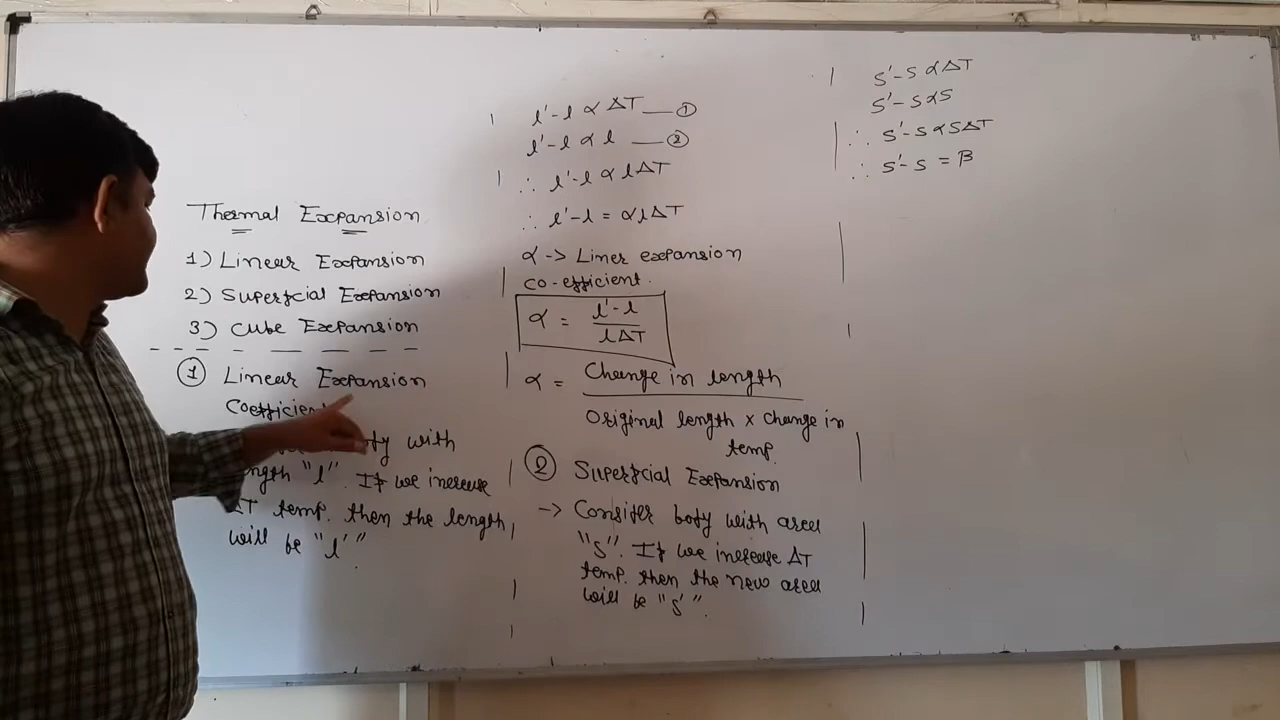 Thermal Expansion
1) Linear Expansion
2) Superficial Expansion
3) Cube Expansion
① Linear Expansion
Coefficient
body with
length "l". If we increase
ΔT temp. then the length
will be "l'".
l'-l ∝ ΔT — ①
l'-l ∝ l — ②
∴ l'-l ∝ lΔT
∴ l'-l = αlΔT
α -> Liner expansion
co-efficient.
α = l'-l / lΔT
α = Change in length
Original length x change in
temp.
② Superficial Expansion
-> Consider body with area
"S". If we increase ΔT
temp. then the new area
will be "S'".
S'-S ∝ ΔT
S'-S ∝ S
∴ S'-S ∝ SΔT
∴ S'-S = β